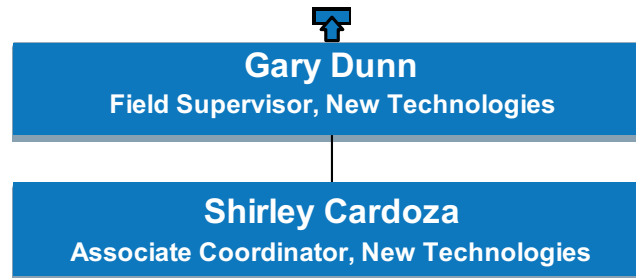 Gary Dunn
Field Supervisor, New Technologies
Shirley Cardoza
Associate Coordinator, New Technologies